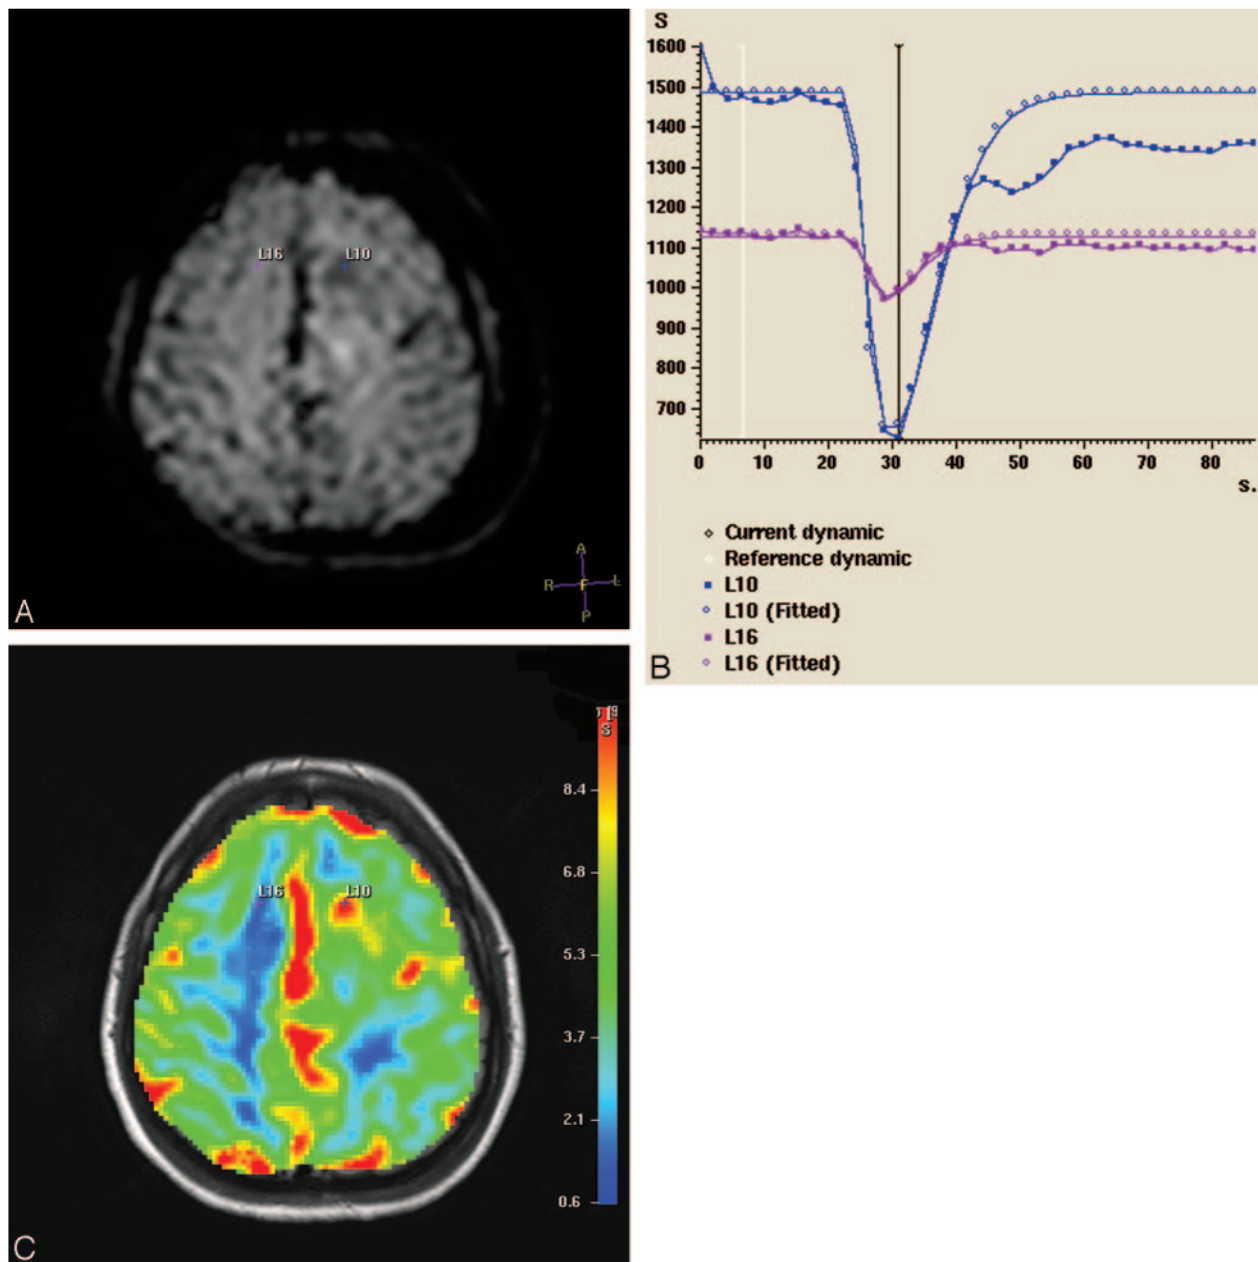 L16 L10
A
R F L
P
A
S
1600
1500
1400
1300
1200
1100
1000
900
800
700
0 10 20 30 40 50 60 70 80
s.
Current dynamic
Reference dynamic
L10
L10 (Fitted)
L16
L16 (Fitted)
B
S
8.4
6.8
5.3
3.7
2.1
0.6
L16 L10
C